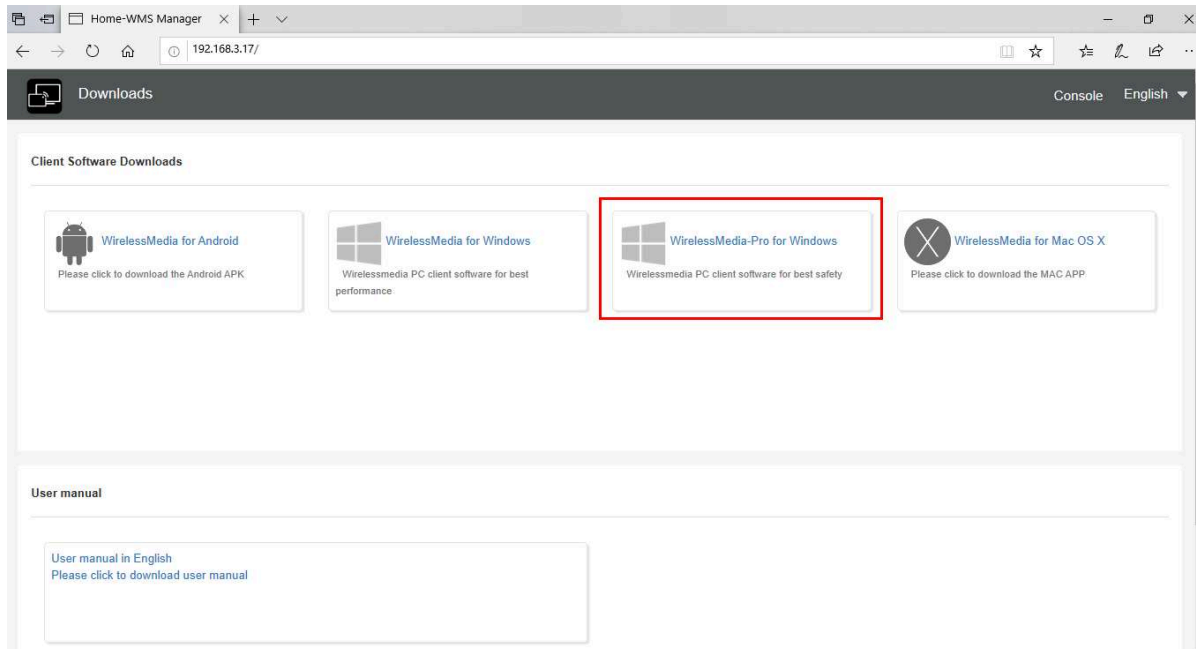 Home-WMS Manager
192.168.3.17/
Downloads
Console
English
Client Software Downloads
WirelessMedia for Android
Please click to download the Android APK
WirelessMedia for Windows
Wirelessmedia PC client software for best
performance
WirelessMedia-Pro for Windows
Wirelessmedia PC client software for best safety
WirelessMedia for Mac OS X
Please click to download the MAC APP
User manual
User manual in English
Please click to download user manual